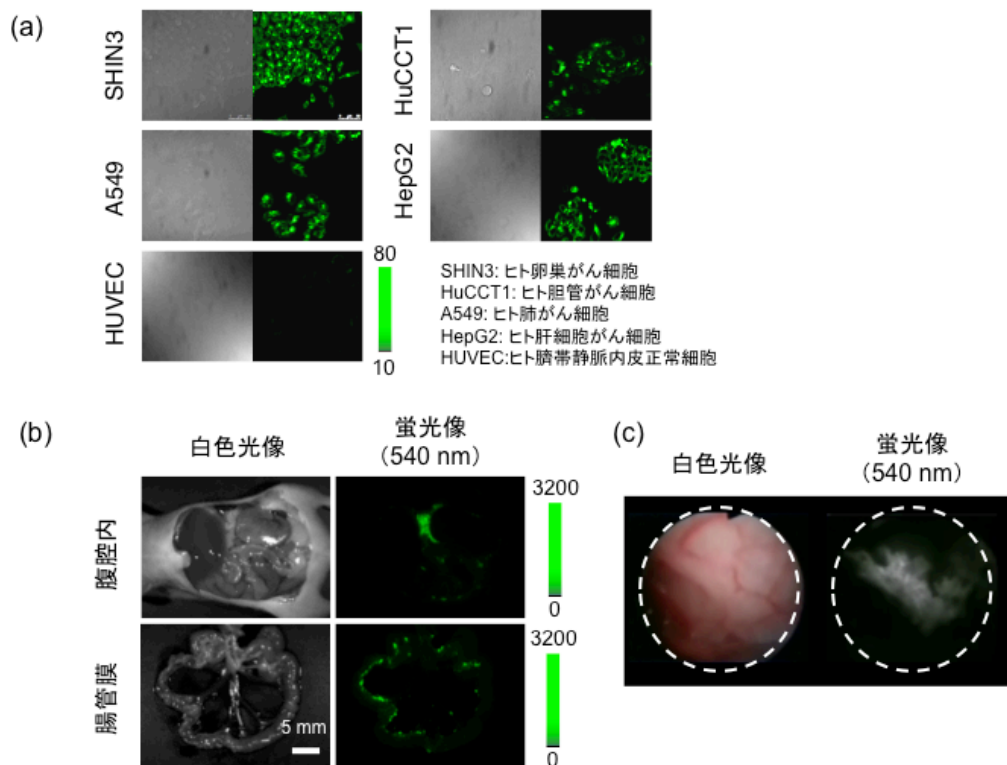 (a)
SHIN3
HuCCT1
A549
HepG2
HUVEC
80
10
SHIN3: ヒト卵巣がん細胞
HuCCT1: ヒト胆管がん細胞
A549: ヒト肺がん細胞
HepG2: ヒト肝細胞がん細胞
HUVEC:ヒト臍帯静脈内皮正常細胞
(b)
白色光像
蛍光像
(540 nm)
腹腔内
3200
0
腸管膜
5 mm
3200
0
(c)
白色光像
蛍光像
(540 nm)